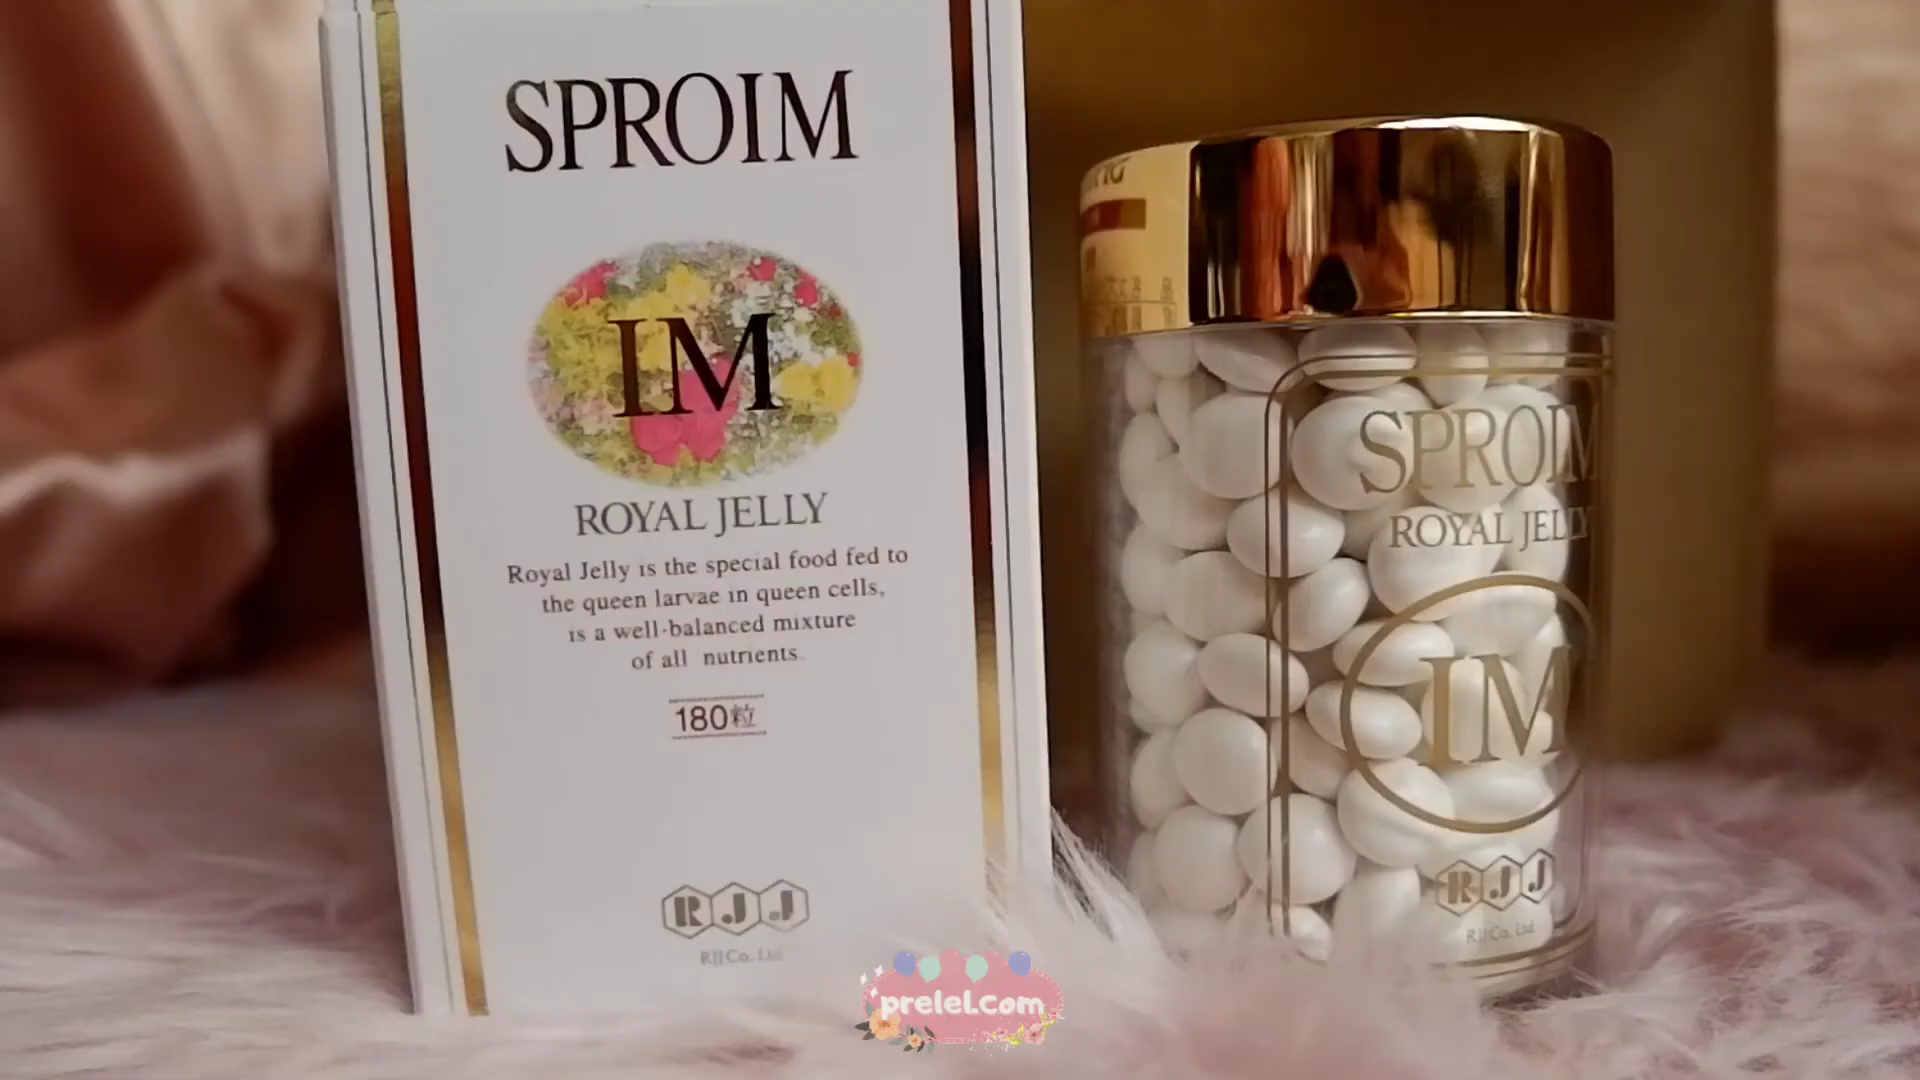 SPROIM
IM
ROYAL JELLY
Royal Jelly is the special food fed to
the queen larvae in queen cells,
is a well-balanced mixture
of all nutrients.
180粒
RJJ
RJJ Co., Ltd.
SPROIM
ROYAL JELLY
IM
RJJ
RJJ Co., Ltd.
prelel.com